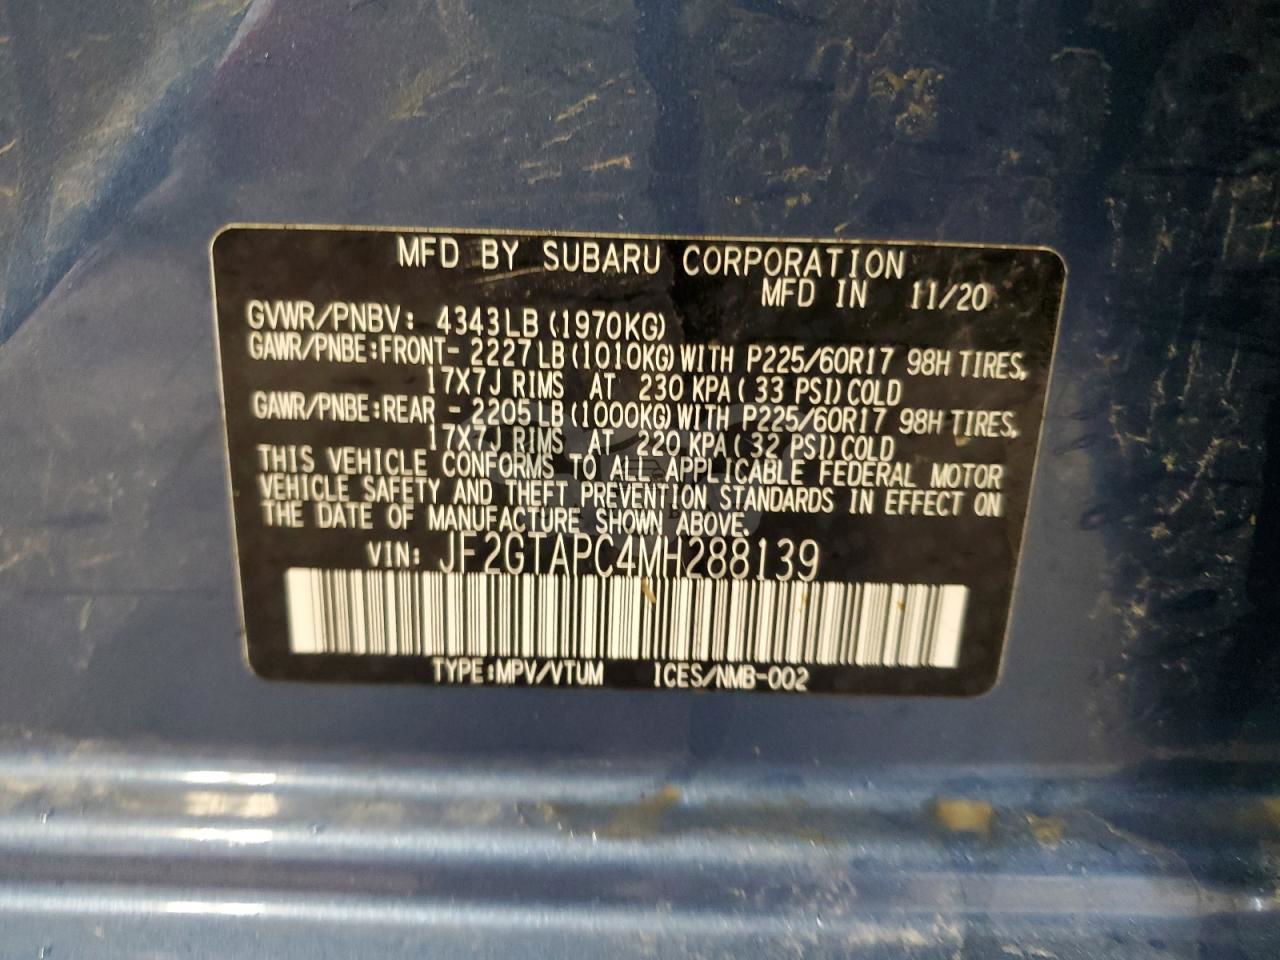 MFD BY SUBARU CORPORATION
MFD IN 11/20
GVWR/PNBV: 4343LB (1970KG)
GAWR/PNBE:FRONT- 2227LB (1010KG) WITH P225/60R17 98H TIRES,
17X7J RIMS AT 230 KPA ( 33 PSI) COLD
GAWR/PNBE:REAR - 2205LB (1000KG) WITH P225/60R17 98H TIRES,
17X7J RIMS AT 220 KPA ( 32 PSI) COLD
THIS VEHICLE CONFORMS TO ALL APPLICABLE FEDERAL MOTOR
VEHICLE SAFETY AND THEFT PREVENTION STANDARDS IN EFFECT ON
THE DATE OF MANUFACTURE SHOWN ABOVE.
VIN: JF2GTAPC4MH288139
TYPE:MPV/VTUM ICES/NMB-002